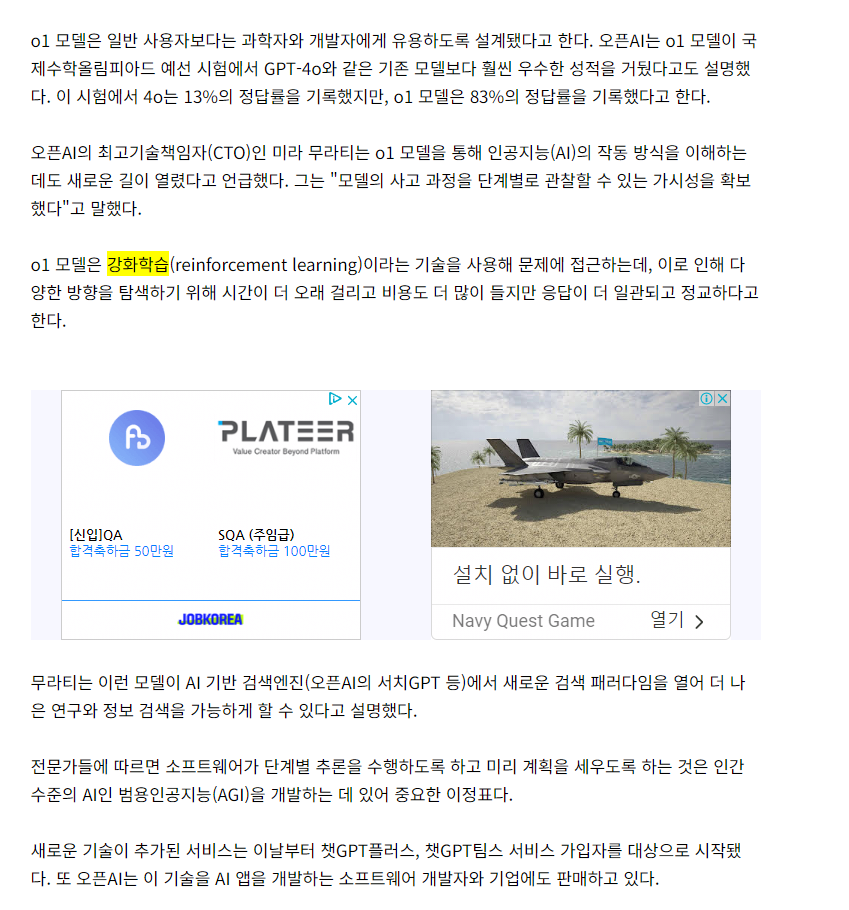 o1 모델은 일반 사용자보다는 과학자와 개발자에게 유용하도록 설계됐다고 한다. 오픈AI는 o1 모델이 국
제수학올림피아드 예선 시험에서 GPT-4o와 같은 기존 모델보다 훨씬 우수한 성적을 거뒀다고도 설명했
다. 이 시험에서 4o는 13%의 정답률을 기록했지만, o1 모델은 83%의 정답률을 기록했다고 한다.
오픈AI의 최고기술책임자(CTO)인 미라 무라티는 o1 모델을 통해 인공지능(AI)의 작동 방식을 이해하는
데도 새로운 길이 열렸다고 언급했다. 그는 "모델의 사고 과정을 단계별로 관찰할 수 있는 가시성을 확보
했다"고 말했다.
o1 모델은 강화학습(reinforcement learning)이라는 기술을 사용해 문제에 접근하는데, 이로 인해 다
양한 방향을 탐색하기 위해 시간이 더 오래 걸리고 비용도 더 많이 들지만 응답이 더 일관되고 정교하다고
한다.
PLATEER
Value Creator Beyond Platform
[신입]QA
합격축하금 50만원
SQA (주임급)
합격축하금 100만원
JOBKOREA
설치 없이 바로 실행.
Navy Quest Game
열기
무라티는 이런 모델이 AI 기반 검색엔진(오픈AI의 서치GPT 등)에서 새로운 검색 패러다임을 열어 더 나
은 연구와 정보 검색을 가능하게 할 수 있다고 설명했다.
전문가들에 따르면 소프트웨어가 단계별 추론을 수행하도록 하고 미리 계획을 세우도록 하는 것은 인간
수준의 AI인 범용인공지능(AGI)을 개발하는 데 있어 중요한 이정표다.
새로운 기술이 추가된 서비스는 이날부터 챗GPT플러스, 챗GPT팀스 서비스 가입자를 대상으로 시작됐
다. 또 오픈AI는 이 기술을 AI 앱을 개발하는 소프트웨어 개발자와 기업에도 판매하고 있다.